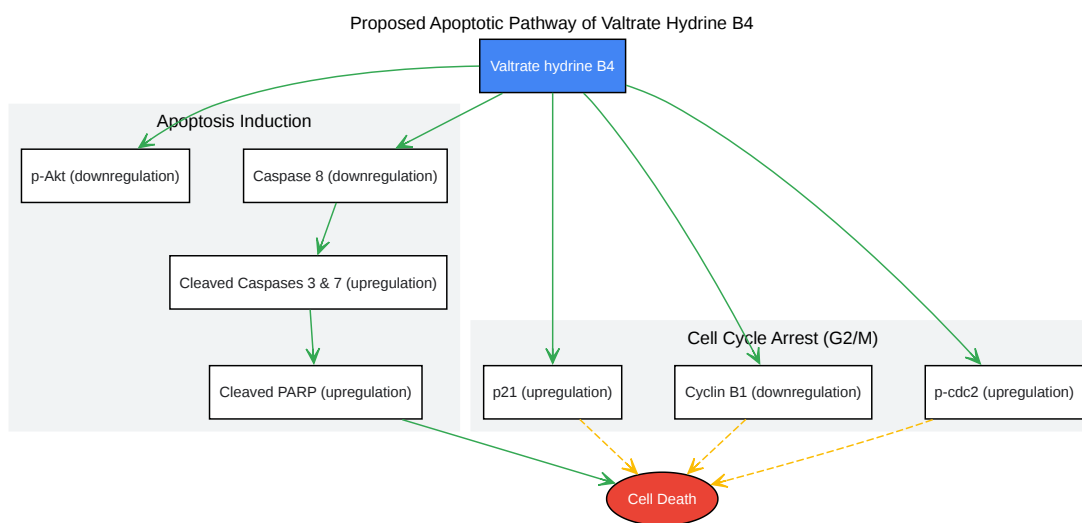 Proposed Apoptotic Pathway of Valtrate Hydrine B4
Valtrate hydrine B4
Apoptosis Induction
p-Akt (downregulation)
Caspase 8 (downregulation)
Cleaved Caspases 3 & 7 (upregulation)
Cleaved PARP (upregulation)
Cell Cycle Arrest (G2/M)
p21 (upregulation)
Cyclin B1 (downregulation)
p-cdc2 (upregulation)
Cell Death